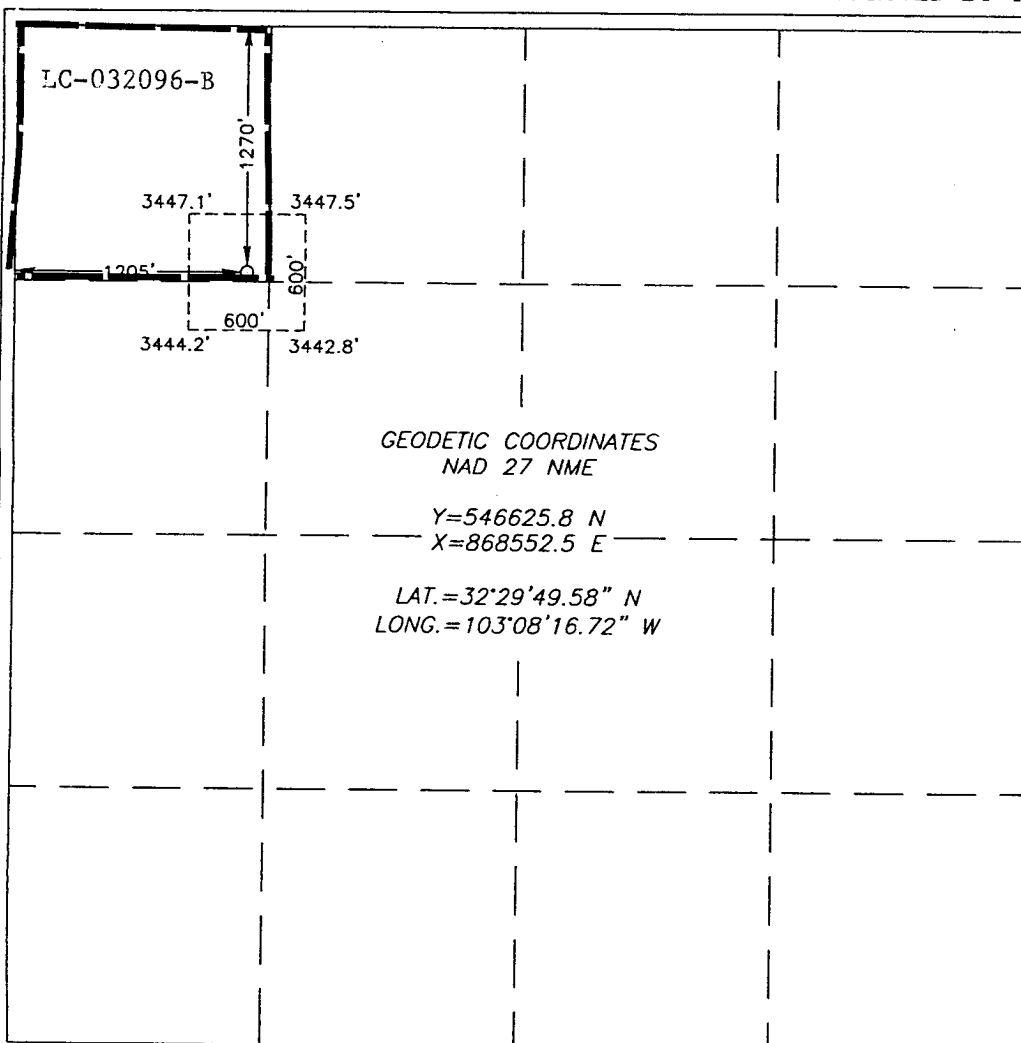 LC-032096-B
1270'
3447.1'
3447.5'
1205'
600'
600'
3444.2'
3442.8'
GEODETIC COORDINATES
NAD 27 NME
Y=546625.8 N
X=868552.5 E
LAT.=32°29'49.58" N
LONG.=103°08'16.72" W